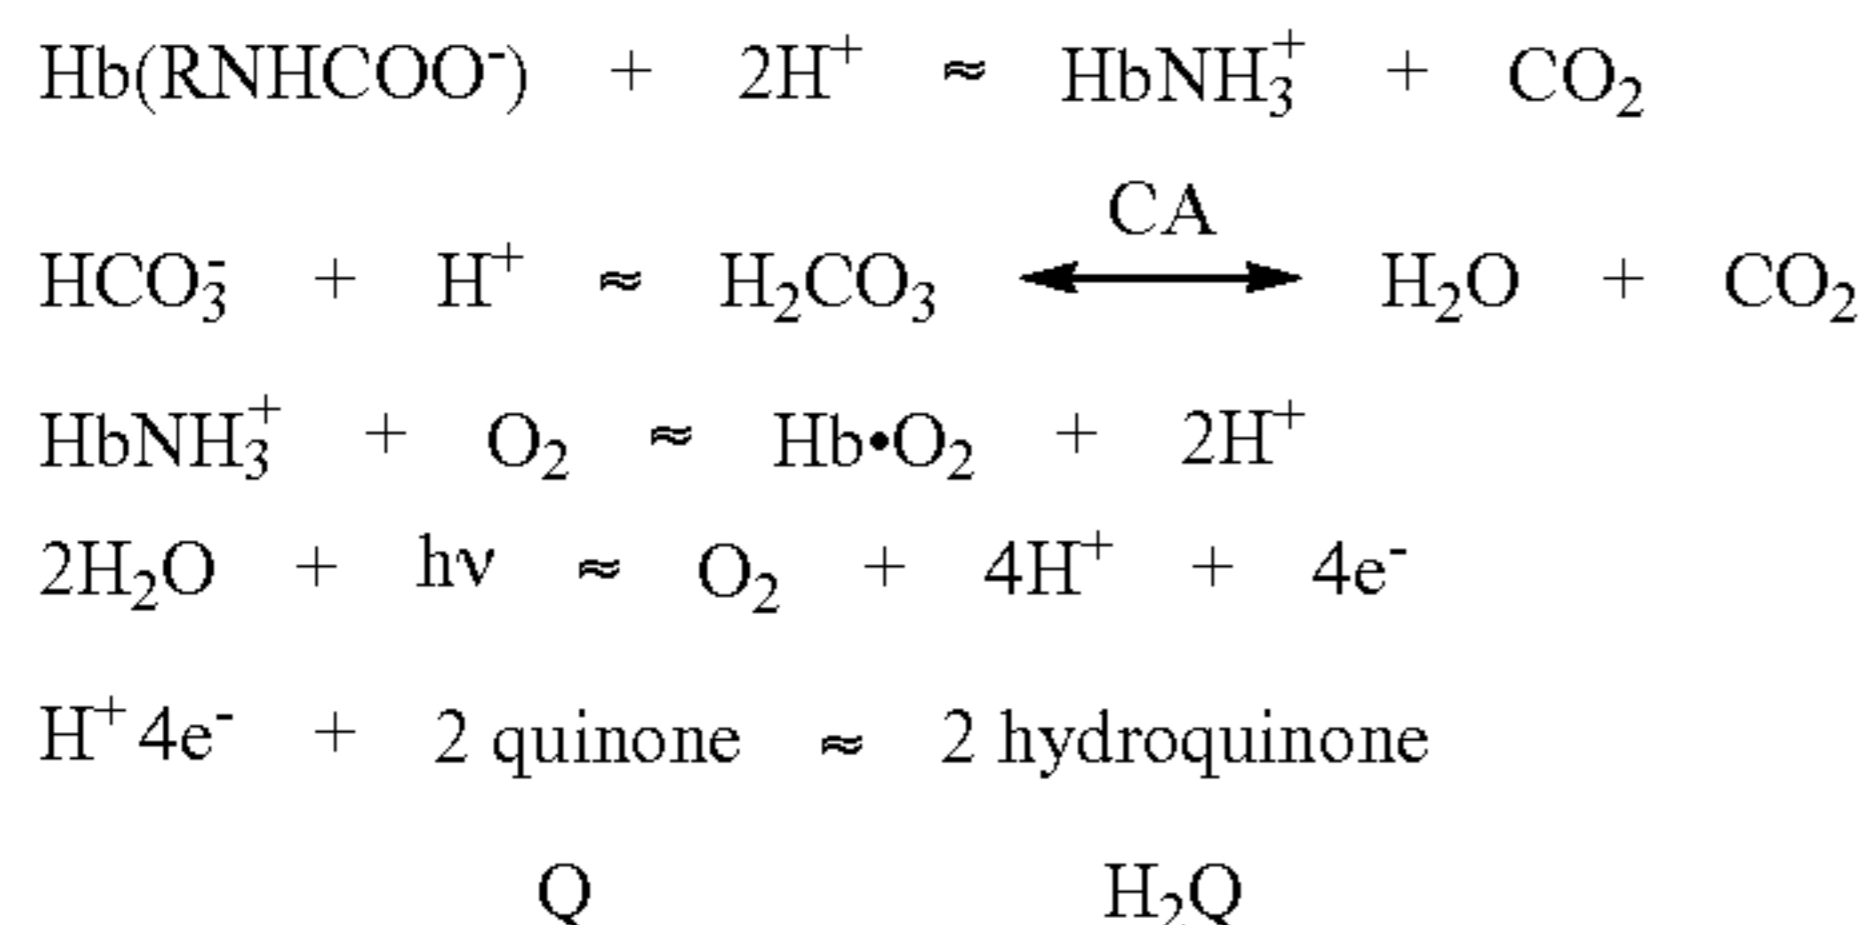 Hb(RNHCOO⁻) + 2H⁺ ≈ HbNH₃⁺ + CO₂
CA
HCO₃⁻ + H⁺ ≈ H₂CO₃ ⟷ H₂O + CO₂
HbNH₃⁺ + O₂ ≈ Hb•O₂ + 2H⁺
2H₂O + hν ≈ O₂ + 4H⁺ + 4e⁻
H⁺ 4e⁻ + 2 quinone ≈ 2 hydroquinone
Q H₂Q